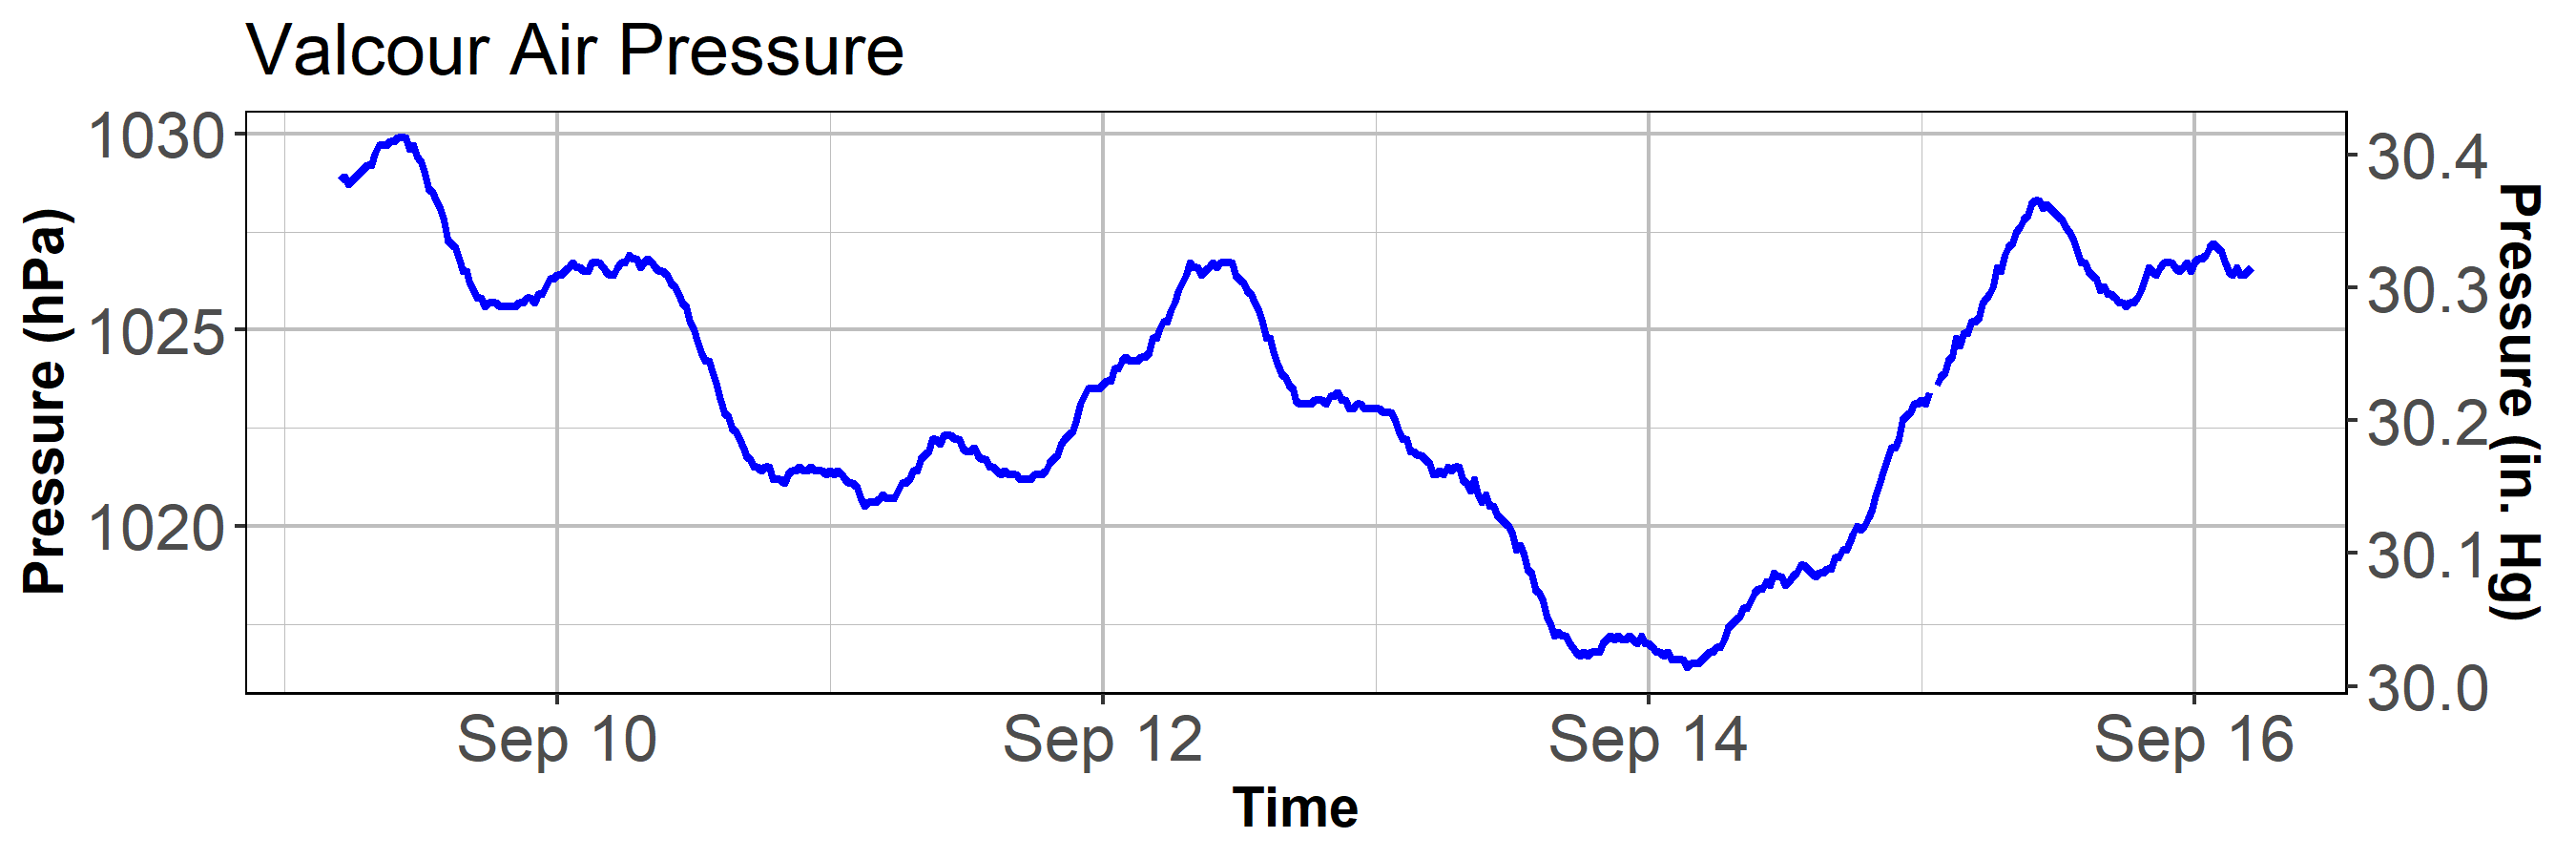 Valcour Air Pressure
1030
1025
1020
Pressure (hPa)
30.4
30.3
30.2
30.1
30.0
Pressure (in. Hg)
Sep 10
Sep 12
Sep 14
Sep 16
Time